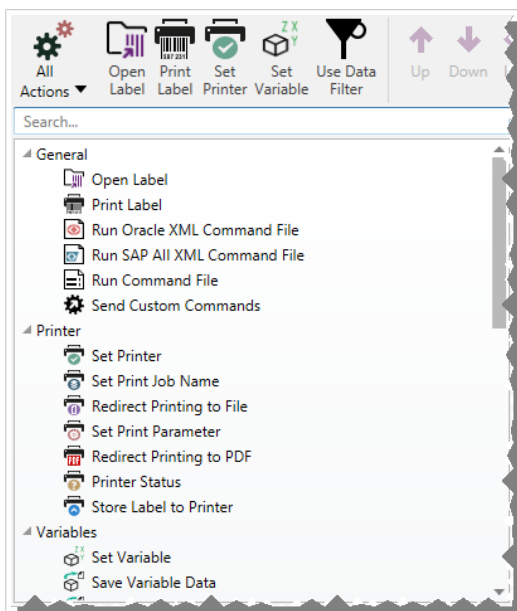 All
Actions
Open
Label
Print
Label
Set
Printer
Set
Variable
Use Data
Filter
Up
Down
Search...
General
Open Label
Print Label
Run Oracle XML Command File
Run SAP AII XML Command File
Run Command File
Send Custom Commands
Printer
Set Printer
Set Print Job Name
Redirect Printing to File
Set Print Parameter
Redirect Printing to PDF
Printer Status
Store Label to Printer
Variables
Set Variable
Save Variable Data